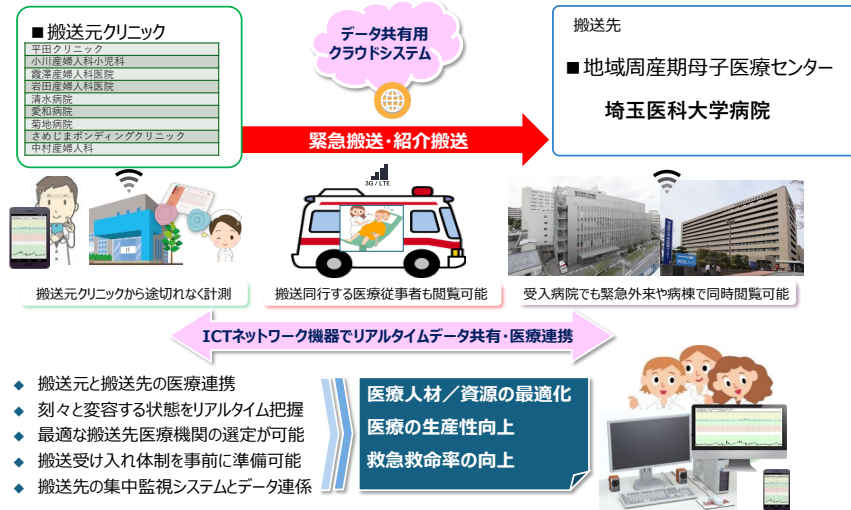 ■搬送元クリニック
平田クリニック
小川産婦人科小児科
霞澤産婦人科医院
岩田産婦人科医院
清水病院
愛和病院
菊地病院
さめじまボンディングクリニック
中村産婦人科
データ共有用
クラウドシステム
緊急搬送・紹介搬送
搬送先
■地域周産期母子医療センター
埼玉医科大学病院
3G / LTE
搬送元クリニックから途切れなく計測
搬送同行する医療従事者も閲覧可能
受入病院でも緊急外来や病棟で同時閲覧可能
ICTネットワーク機器でリアルタイムデータ共有・医療連携
◆ 搬送元と搬送先の医療連携
◆ 刻々と変容する状態をリアルタイム把握
◆ 最適な搬送先医療機関の選定が可能
◆ 搬送受け入れ体制を事前に準備可能
◆ 搬送先の集中監視システムとデータ連係
医療人材／資源の最適化
医療の生産性向上
救急救命率の向上